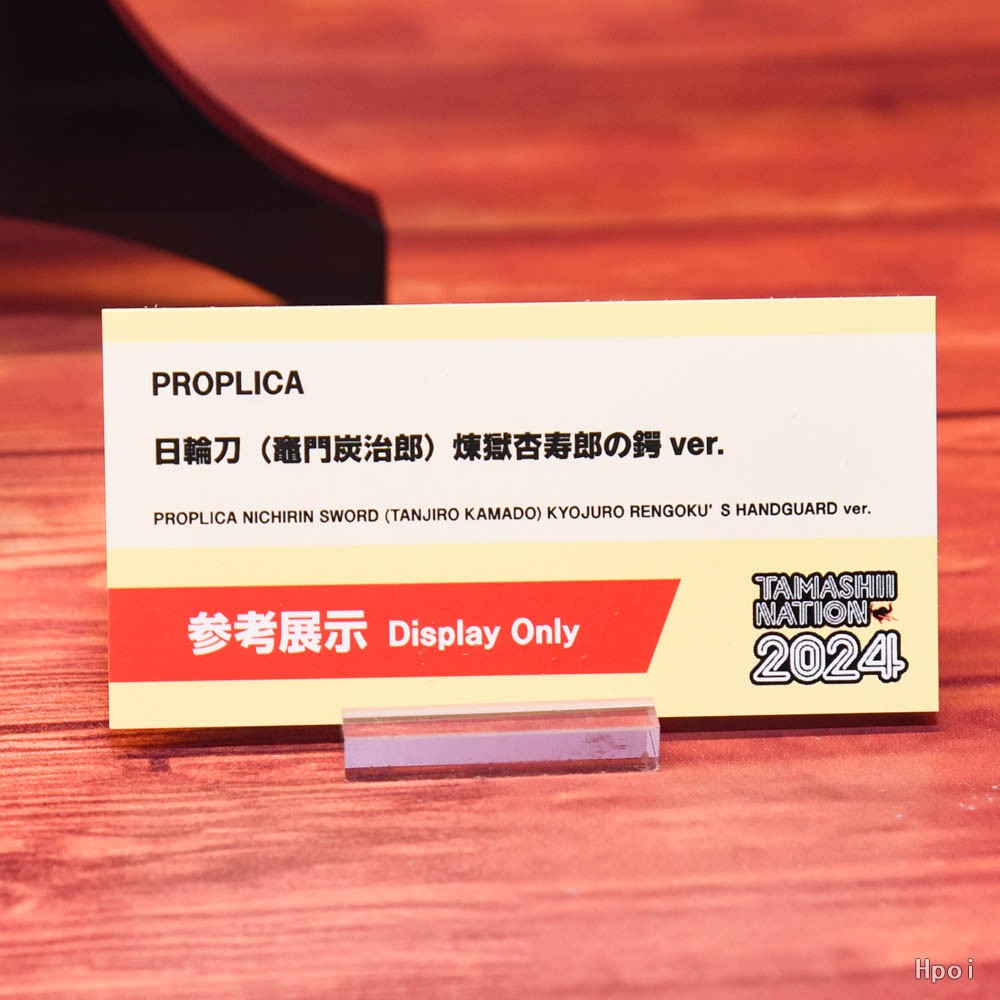 PROPLICA
日輪刀（竈門炭治郎）煉獄杏寿郎の鍔 ver.
PROPLICA NICHIRIN SWORD (TANJIRO KAMADO) KYOJURO RENGOKU’S HANDGUARD ver.
参考展示 Display Only
TAMASHII
NATION
2024
Hpoi